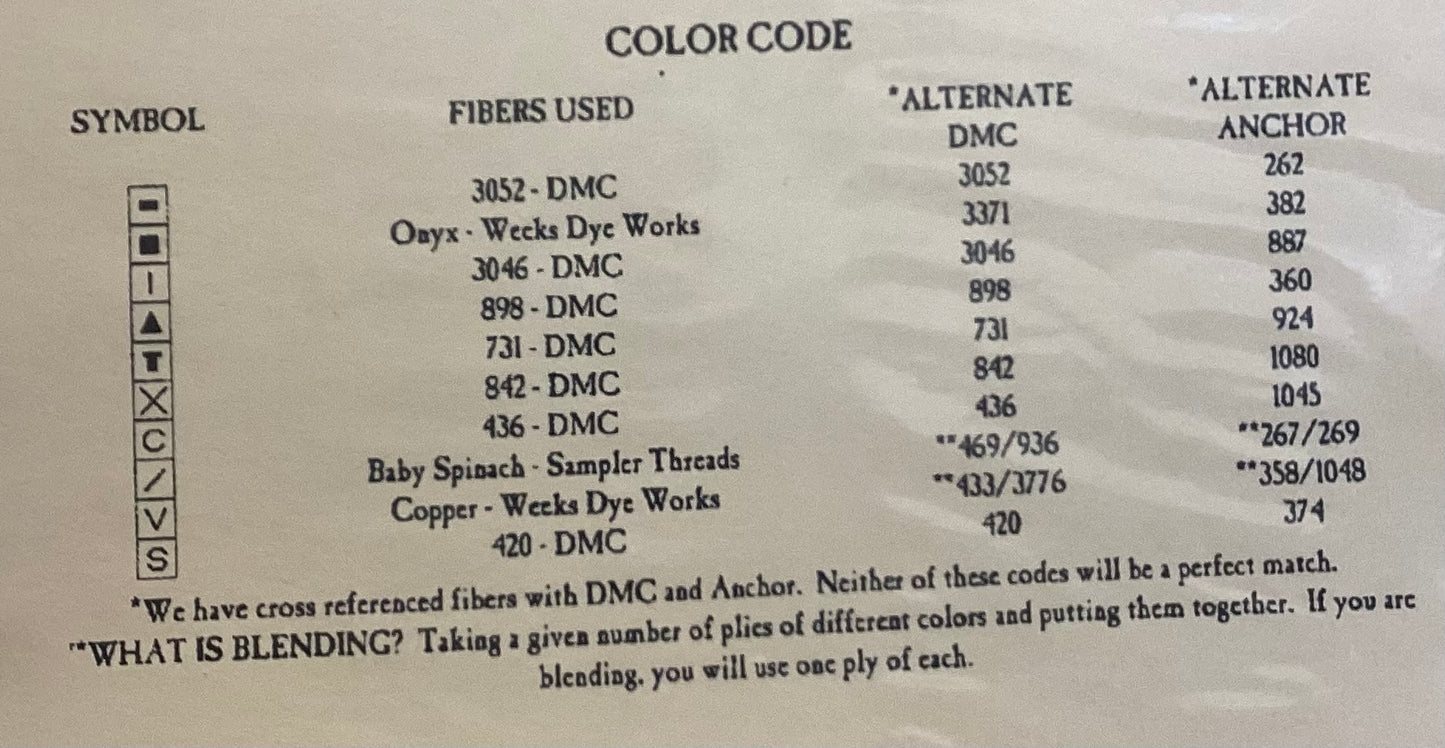 COLOR CODE
SYMBOL FIBERS USED *ALTERNATE DMC *ALTERNATE ANCHOR
3052 - DMC 3052 262
Onyx - Weeks Dye Works 3371 382
3046 - DMC 3046 887
898 - DMC 898 360
731 - DMC 731 924
T 842 - DMC 842 1080
X 436 - DMC 436 1045
C Baby Spinach - Sampler Threads **469/936 **267/269
/ Copper - Weeks Dye Works **433/3776 **358/1048
V 420 - DMC 420 374
S
*We have cross referenced fibers with DMC and Anchor. Neither of these codes will be a perfect match.
**WHAT IS BLENDING? Taking a given number of plies of different colors and putting them together. If you are
blending, you will use one ply of each.